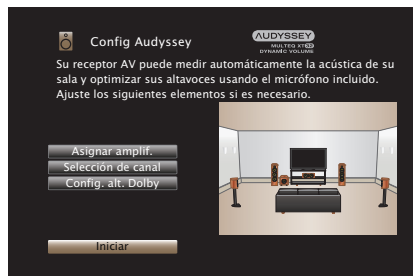 Config Audyssey
AUDYSSEY
MULTEQ XT32
DYNAMIC VOLUME
Su receptor AV puede medir automáticamente la acústica de su
sala y optimizar sus altavoces usando el micrófono incluido.
Ajuste los siguientes elementos si es necesario.
Asignar amplif.
Selección de canal
Config. alt. Dolby
Iniciar